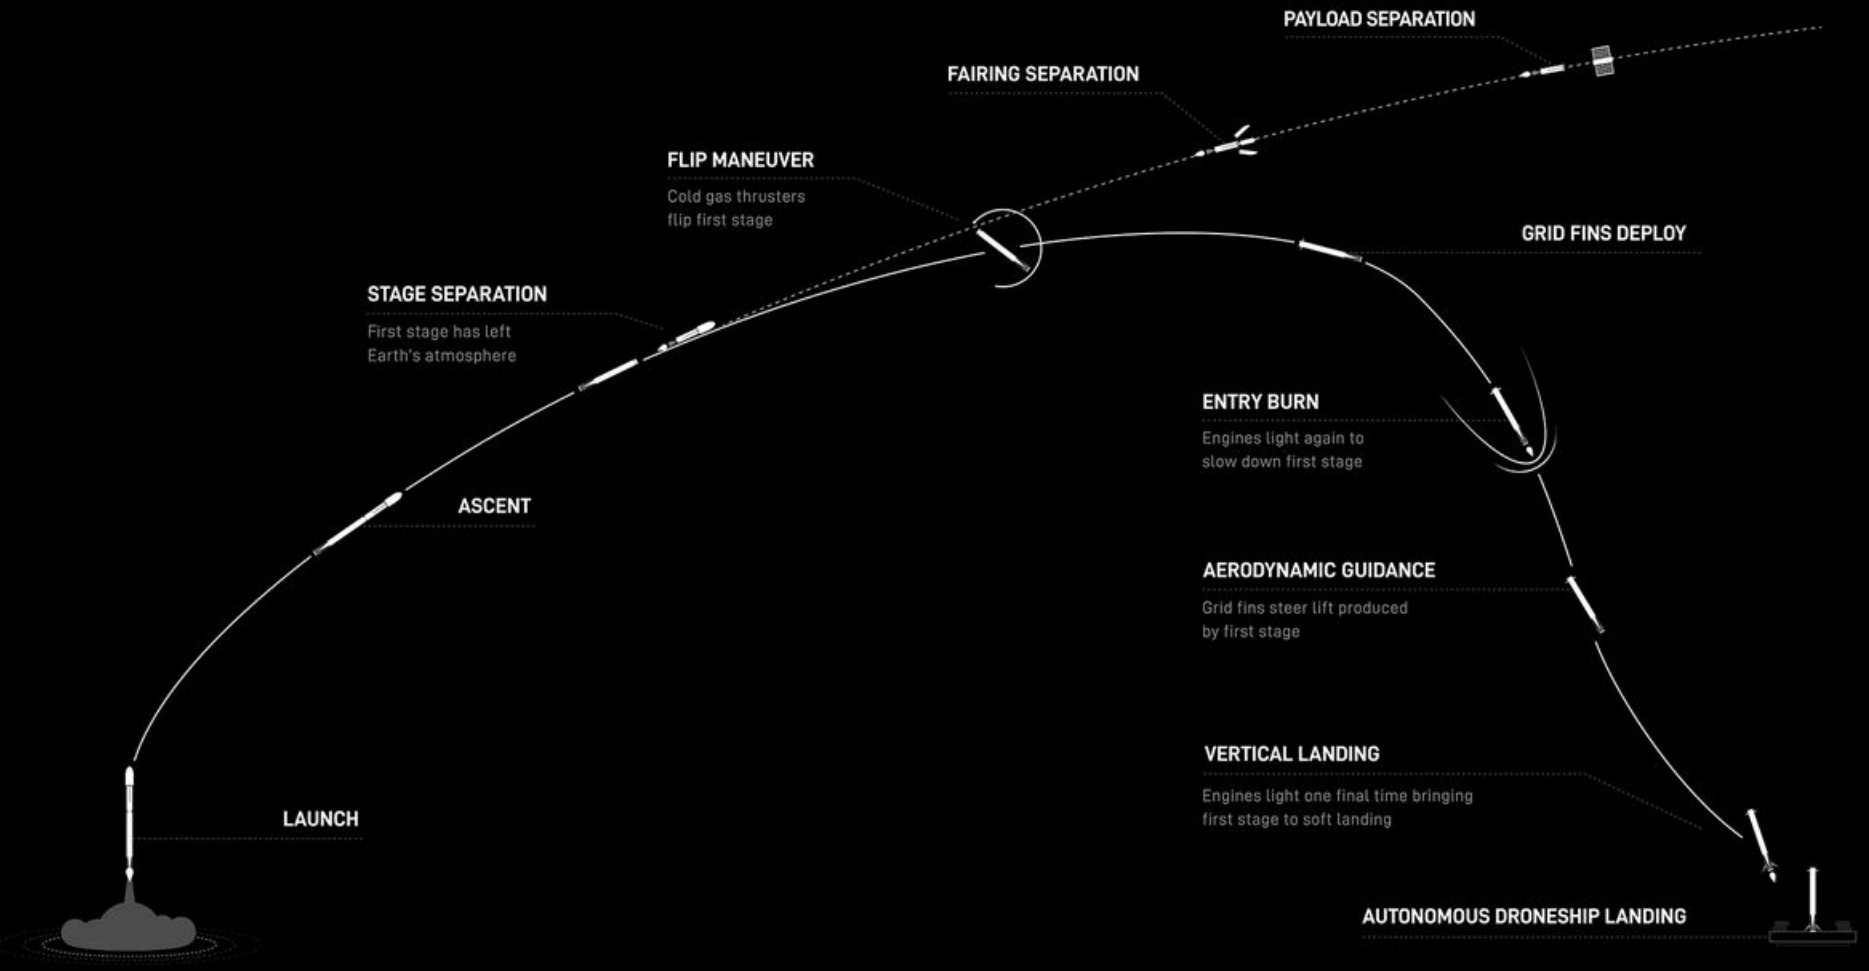 PAYLOAD SEPARATION
FAIRING SEPARATION
FLIP MANEUVER
Cold gas thrusters
flip first stage
GRID FINS DEPLOY
STAGE SEPARATION
First stage has left
Earth's atmosphere
ENTRY BURN
Engines light again to
slow down first stage
ASCENT
AERODYNAMIC GUIDANCE
Grid fins steer lift produced
by first stage
VERTICAL LANDING
Engines light one final time bringing
first stage to soft landing
LAUNCH
AUTONOMOUS DRONESHIP LANDING